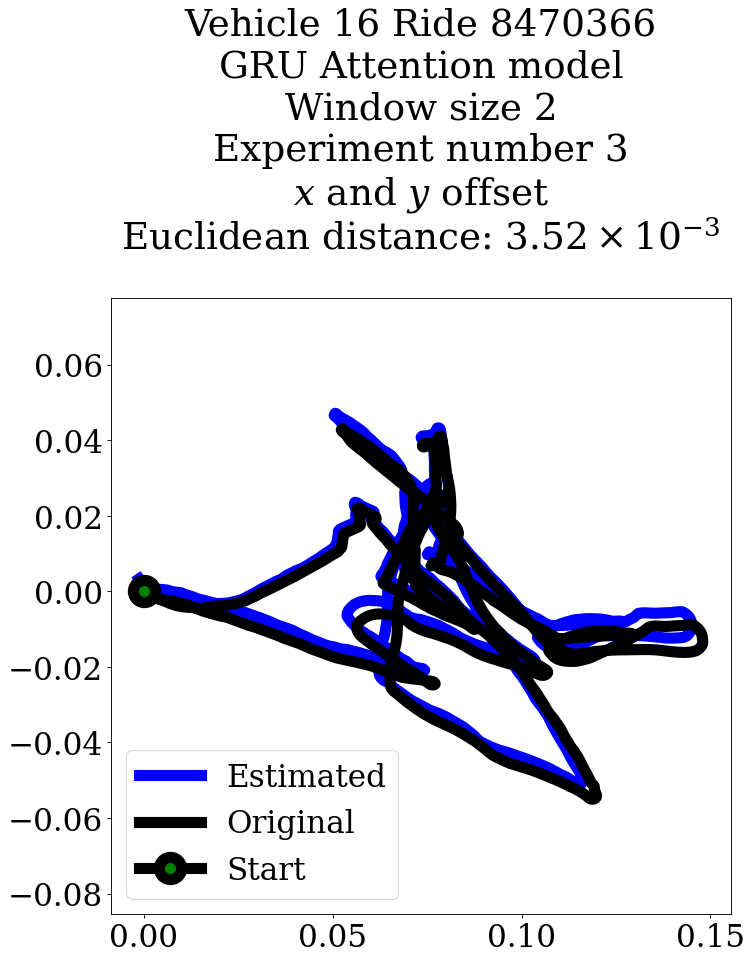 Vehicle 16 Ride 8470366
GRU Attention model
Window size 2
Experiment number 3
x and y offset
Euclidean distance: 3.52 × 10⁻³
0.06
0.04
0.02
0.00
−0.02
−0.04
−0.06
−0.08
Estimated
Original
Start
0.00 0.05 0.10 0.15